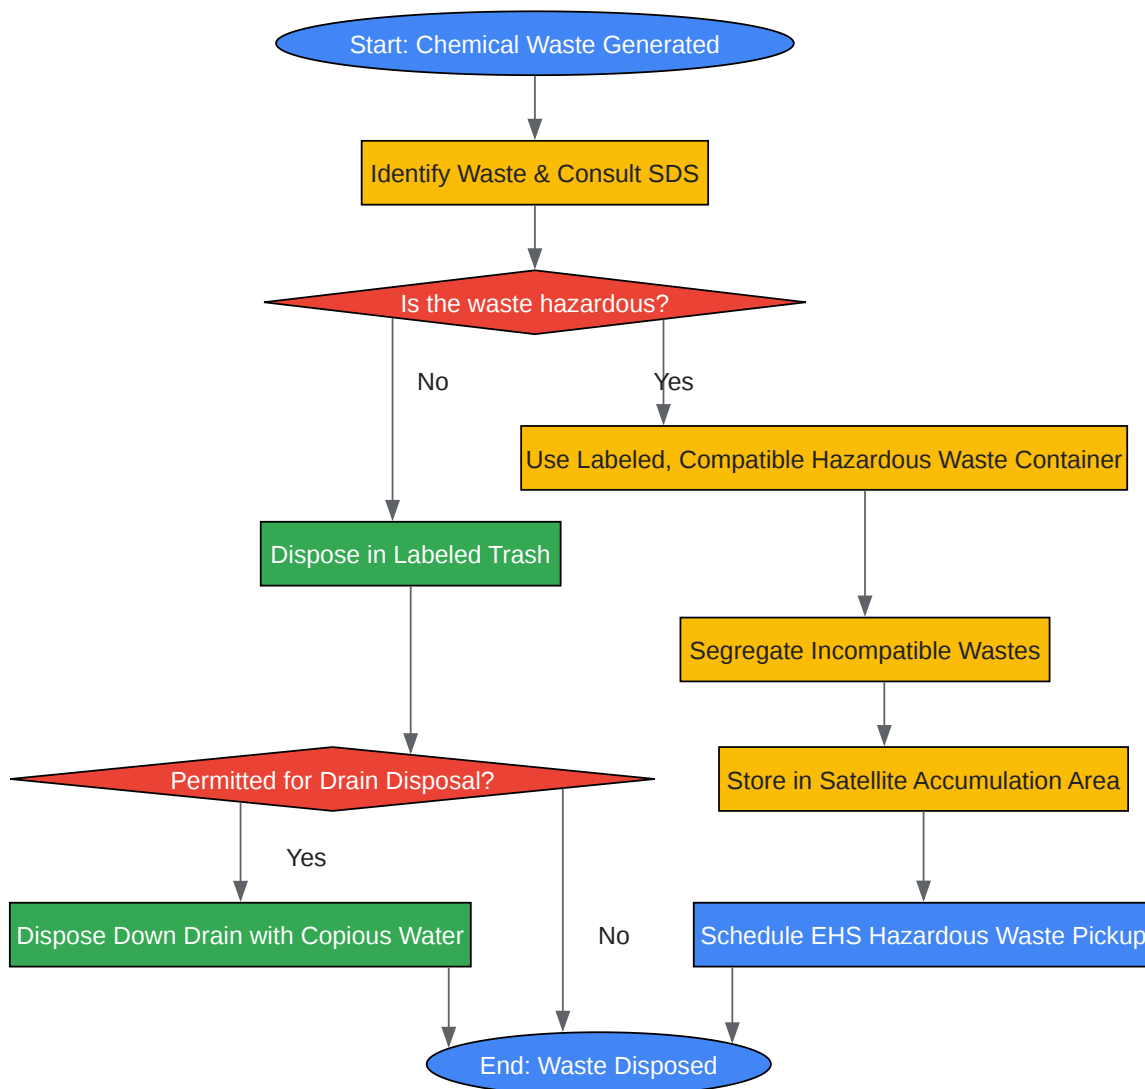 Start: Chemical Waste Generated
Identify Waste & Consult SDS
Is the waste hazardous?
No
Yes
Use Labeled, Compatible Hazardous Waste Container
Dispose in Labeled Trash
Segregate Incompatible Wastes
Permitted for Drain Disposal?
Store in Satellite Accumulation Area
Yes
Dispose Down Drain with Copious Water
No
Schedule EHS Hazardous Waste Pickup
End: Waste Disposed